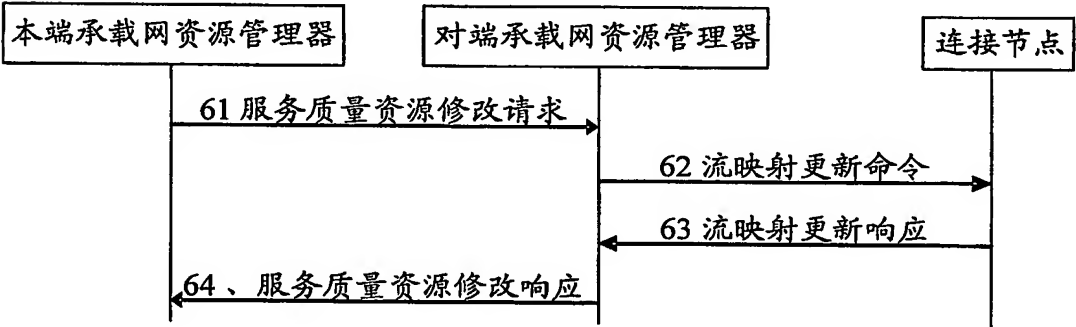 本端承载网资源管理器
对端承载网资源管理器
连接节点
61服务质量资源修改请求
62 流映射更新命令
63 流映射更新响应
64、服务质量资源修改响应